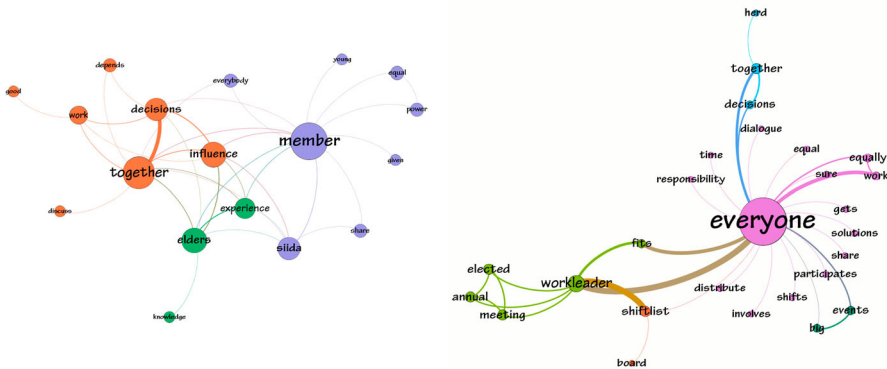 young
depends
equal
everybody
good
decisions
power
work
member
influence
together
given
experience
discuss
elders
share
siida
knowledge
herd
together
decisions
dialogue
time
equal
equally
responsibility
sure
work
everyone
gets
solutions
fits
share
elected
participates
workleader
annual
distribute
shifts
meeting
shiftlist
involves
events
big
board